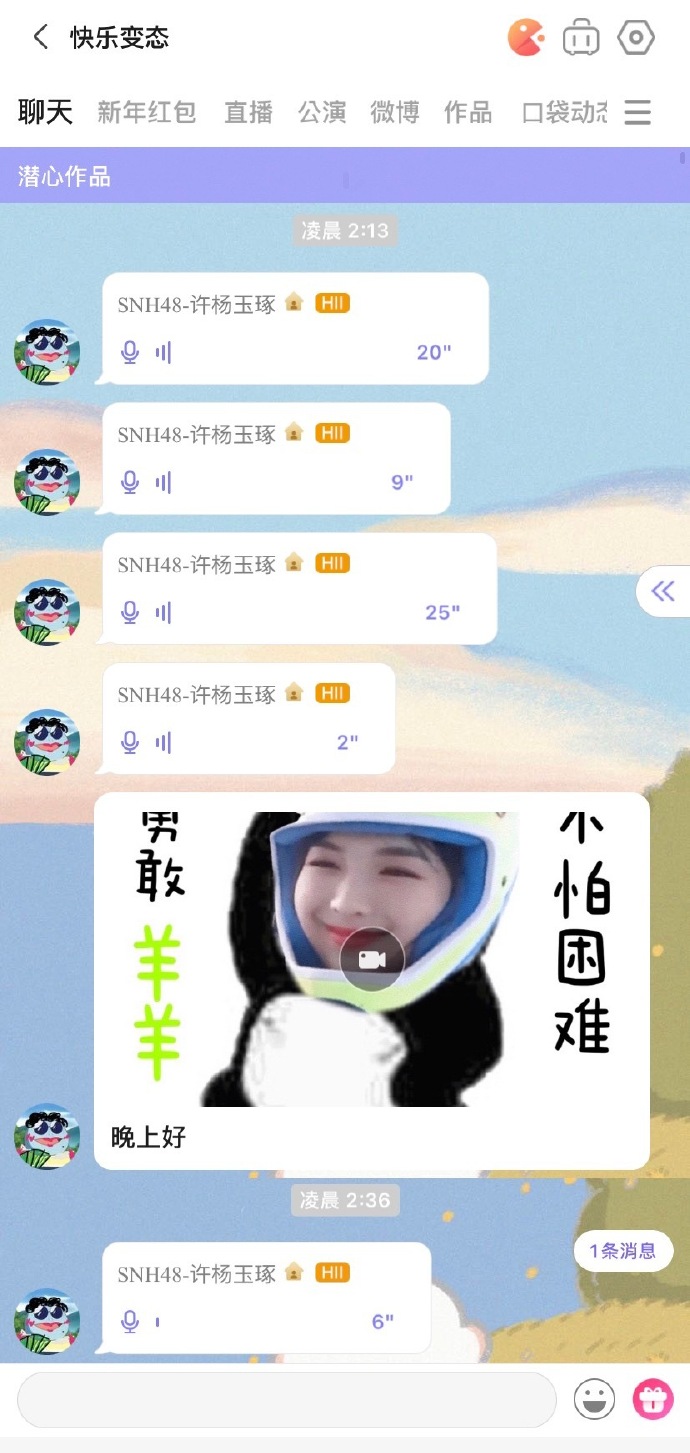 快乐变态
聊天 新年红包 直播 公演 微博 作品 口袋动态
潜心作品
凌晨 2:13
SNH48-许杨玉琢 HII
20"
SNH48-许杨玉琢 HII
9"
SNH48-许杨玉琢 HII
25"
SNH48-许杨玉琢 HII
2"
勇敢羊羊
不怕困难
晚上好
凌晨 2:36
1条消息
SNH48-许杨玉琢 HII
6"